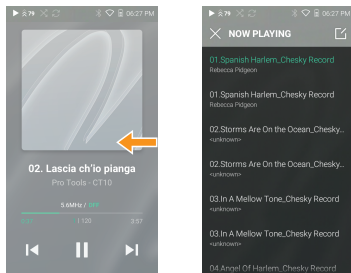 79
06:27 PM
02. Lascia ch'io pianga
Pro Tools - CT10
5.6MHz /
1/120
3:57
79
06:27 PM
NOW PLAYING
01.Spanish Harlem_Chesky Record
Rebecca Pidgeon
01.Spanish Harlem_Chesky Record
Rebecca Pidgeon
02.Storms Are On the Ocean_Chesky..
<unknown>
02.Storms Are On the Ocean_Chesky..
<unknown>
03.In A Mellow Tone_Chesky Record
<unknown>
03.In A Mellow Tone_Chesky Record
<unknown>
04.Angel Of Harlem_Chesky Record